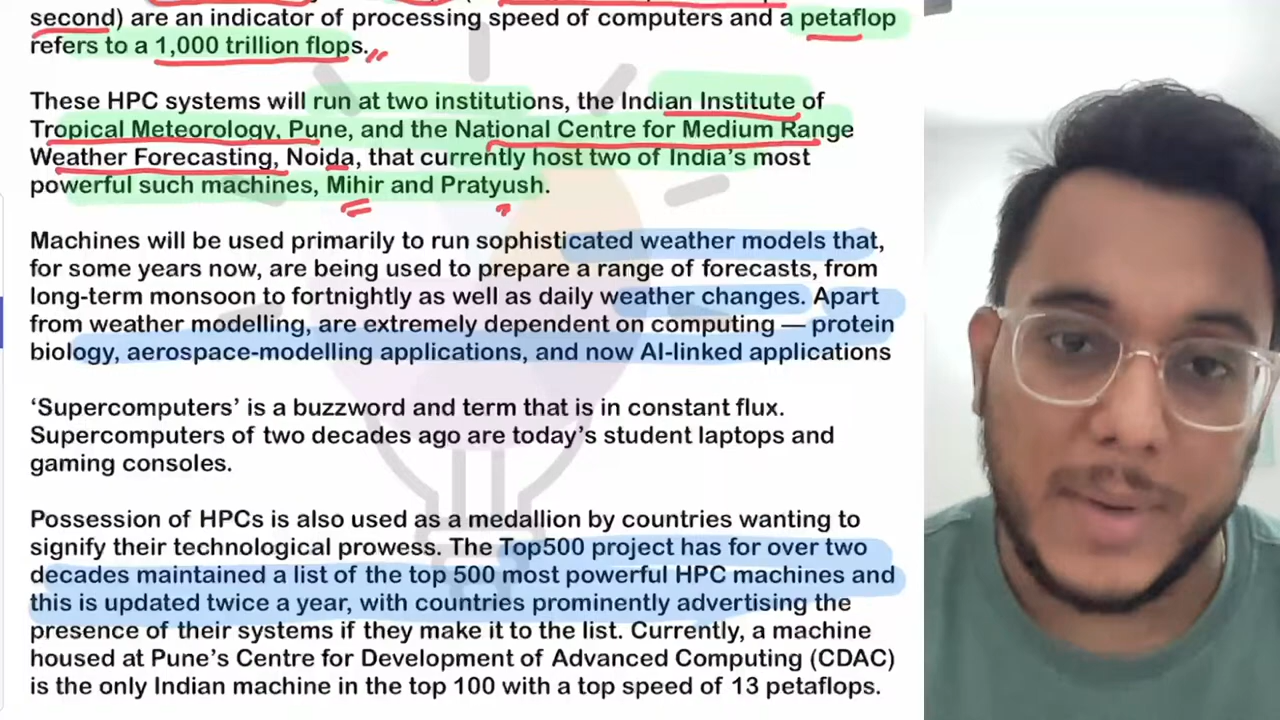 second) are an indicator of processing speed of computers and a petaflop
refers to a 1,000 trillion flops.
These HPC systems will run at two institutions, the Indian Institute of
Tropical Meteorology, Pune, and the National Centre for Medium Range
Weather Forecasting, Noida, that currently host two of India’s most
powerful such machines, Mihir and Pratyush.
Machines will be used primarily to run sophisticated weather models that,
for some years now, are being used to prepare a range of forecasts, from
long-term monsoon to fortnightly as well as daily weather changes. Apart
from weather modelling, are extremely dependent on computing — protein
biology, aerospace-modelling applications, and now AI-linked applications
‘Supercomputers’ is a buzzword and term that is in constant flux.
Supercomputers of two decades ago are today’s student laptops and
gaming consoles.
Possession of HPCs is also used as a medallion by countries wanting to
signify their technological prowess. The Top500 project has for over two
decades maintained a list of the top 500 most powerful HPC machines and
this is updated twice a year, with countries prominently advertising the
presence of their systems if they make it to the list. Currently, a machine
housed at Pune’s Centre for Development of Advanced Computing (CDAC)
is the only Indian machine in the top 100 with a top speed of 13 petaflops.